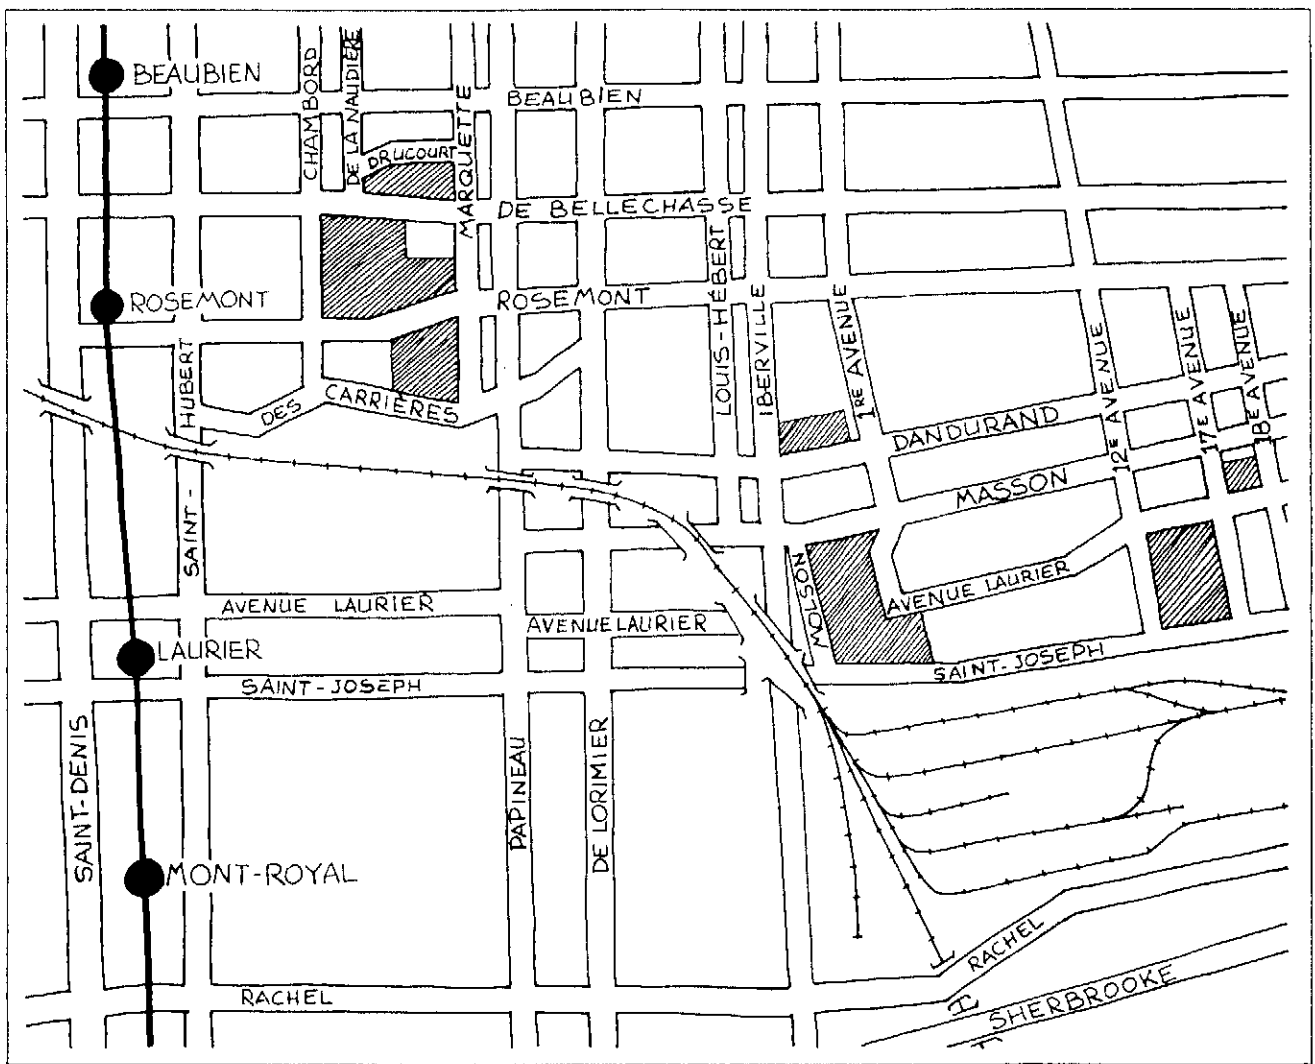 BEAUBIEN
CHAMBORD
DE LA NAUDIÈRE
MARQUETTE
BEAUBIEN
DRUCOURT
DE BELLECHASSE
ROSEMONT
ROSEMONT
LOUIS-HÉBERT
IBERVILLE
1RE AVENUE
12E AVENUE
17E AVENUE
18E AVENUE
SAINT-HUBERT
DES CARRIÈRES
DANDURAND
MASSON
MOLSON
AVENUE LAURIER
AVENUE LAURIER
AVENUE LAURIER
LAURIER
SAINT-JOSEPH
SAINT-JOSEPH
SAINT-DENIS
PAPINEAU
DE LORIMIER
MONT-ROYAL
RACHEL
RACHEL
SHERBROOKE